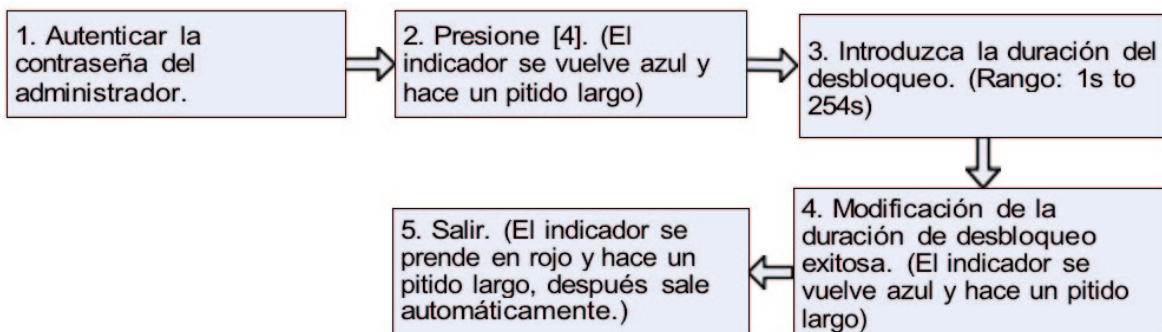 1. Autenticar la
contraseña del
administrador.
2. Presione [4]. (El
indicador se vuelve azul y
hace un pitido largo)
3. Introduzca la duración del
desbloqueo. (Rango: 1s to
254s)
4. Modificación de la
duración de desbloqueo
exitosa. (El indicador se
vuelve azul y hace un pitido
largo)
5. Salir. (El indicador se
prende en rojo y hace un
pitido largo, después sale
automáticamente.)